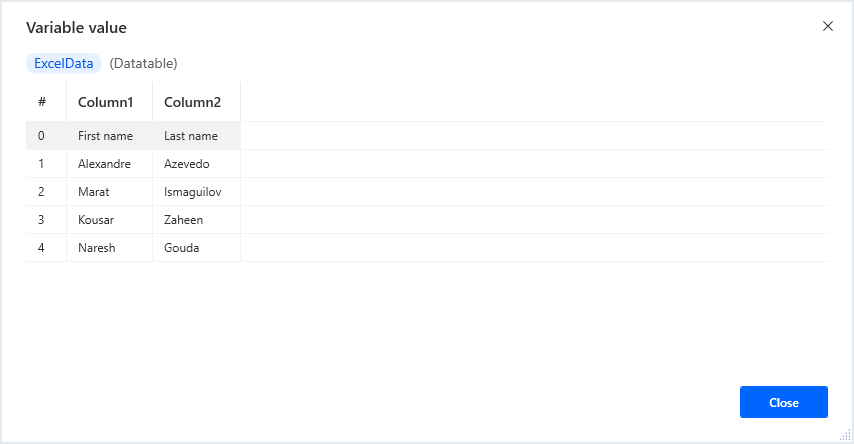 Variable value
ExcelData (Datatable)
# Column1 Column2
0 First name Last name
1 Alexandre Azevedo
2 Marat Ismaguilov
3 Kousar Zaheen
4 Naresh Gouda
Close